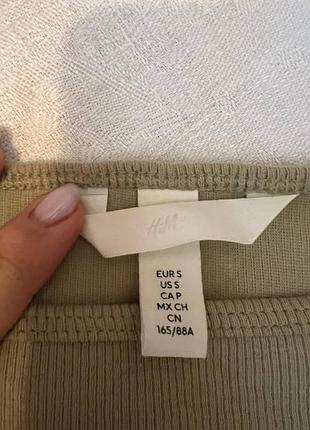 H&M
EUR S
US S
CA P
MX CH
CN
165/88A